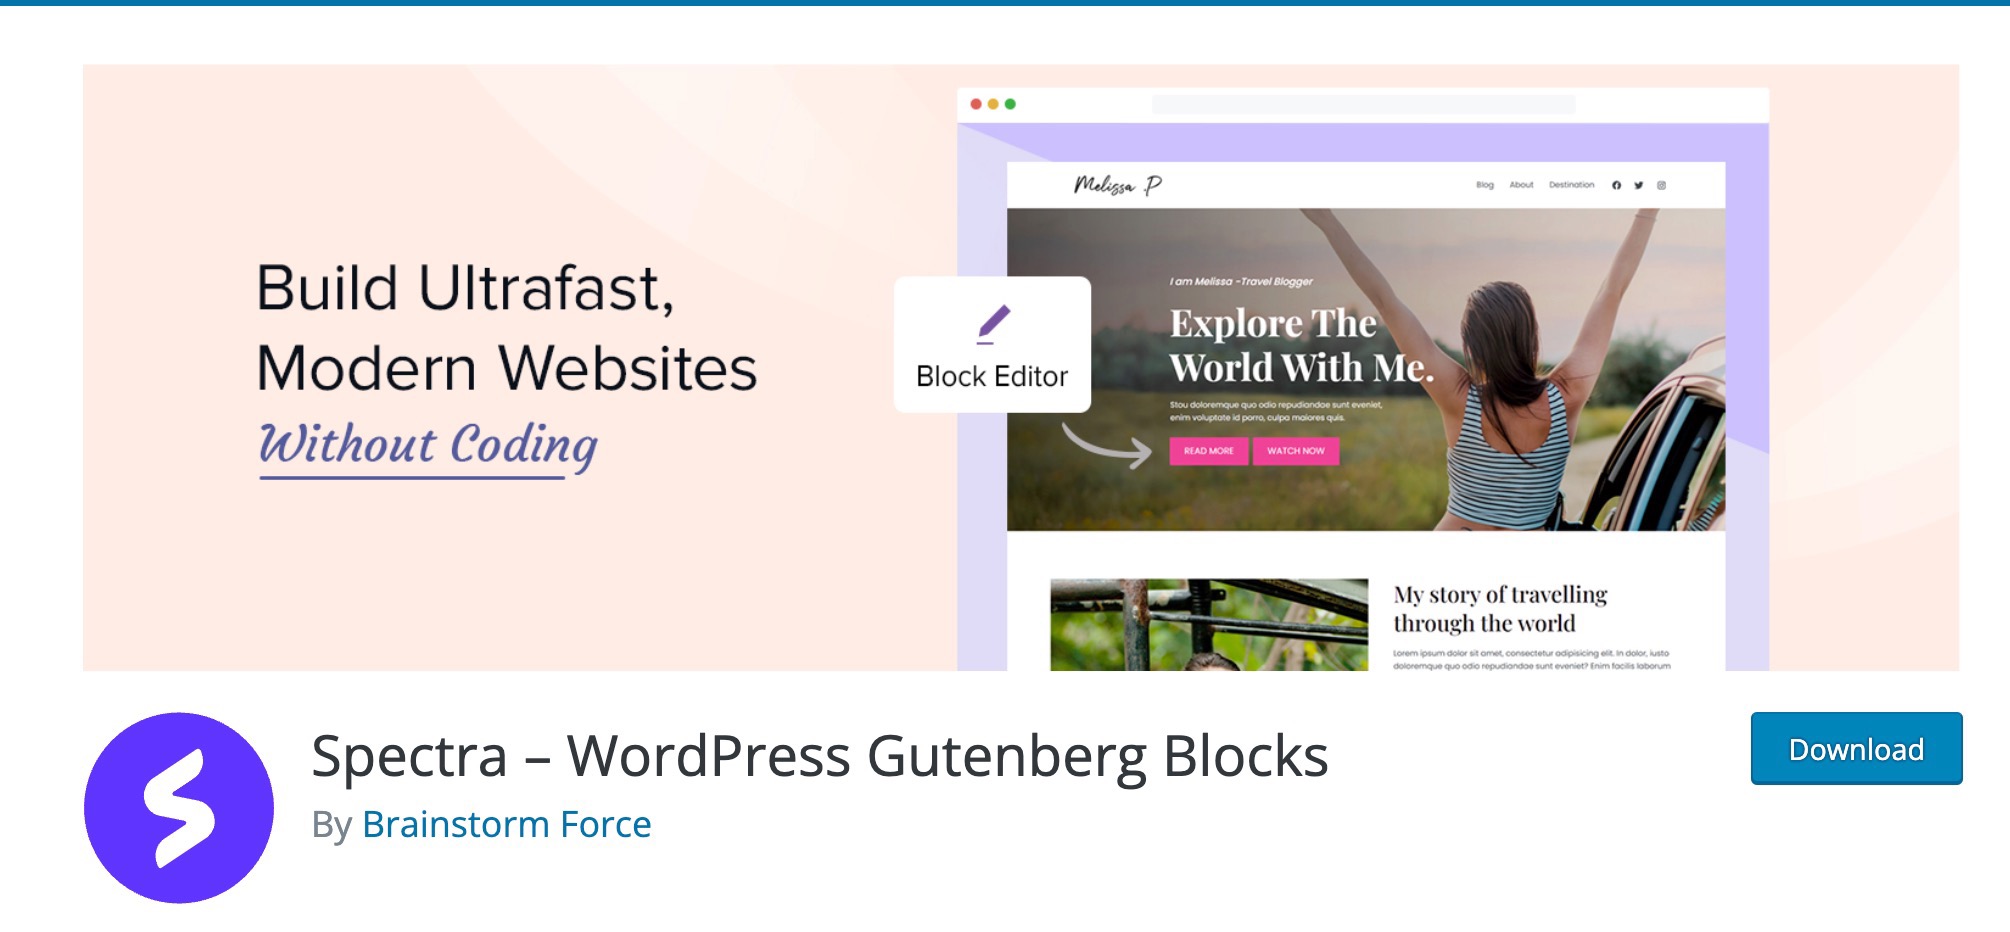 Build Ultrafast,
Modern Websites
Without Coding
Block Editor
Melissa .P
Blog About Destination
I am Melissa -Travel Blogger
Explore The
World With Me.
Stou doloremque quo odio repudiandae sunt eveniet,
enim voluptate id porro, culpa maiores quis.
READ MORE WATCH NOW
My story of travelling
through the world
Lorem ipsum dolor sit amet, consectetur adipisicing elit. In dolor, iusto
doloremque quo odio repudiandae sunt eveniet? Enim facilis laborum
Spectra – WordPress Gutenberg Blocks
By Brainstorm Force
Download